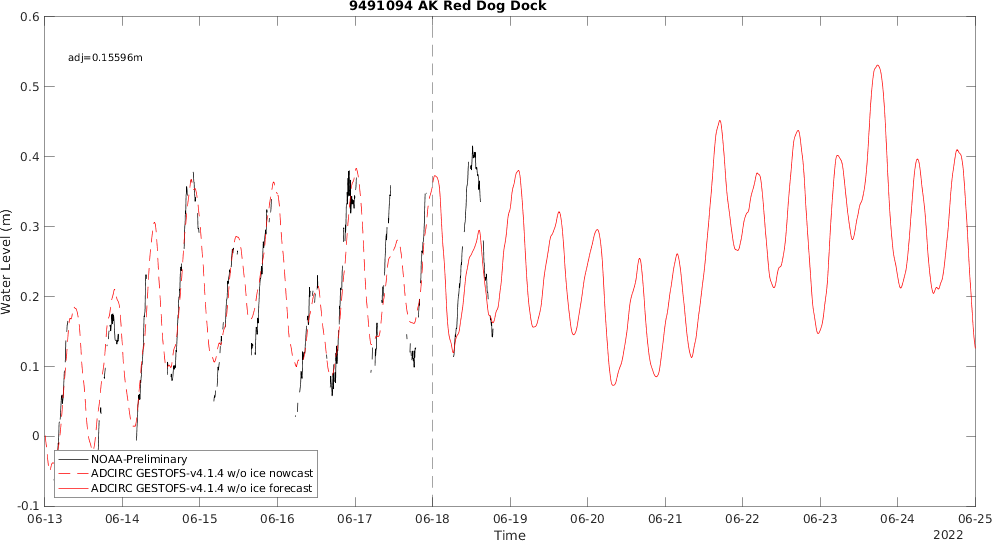 9491094 AK Red Dog Dock
adj=0.15596m
Water Level (m)
0.6
0.5
0.4
0.3
0.2
0.1
0
-0.1
NOAA-Preliminary
ADCIRC GESTOFS-v4.1.4 w/o ice nowcast
ADCIRC GESTOFS-v4.1.4 w/o ice forecast
06-13 06-14 06-15 06-16 06-17 06-18 06-19 06-20 06-21 06-22 06-23 06-24 06-25
Time
2022